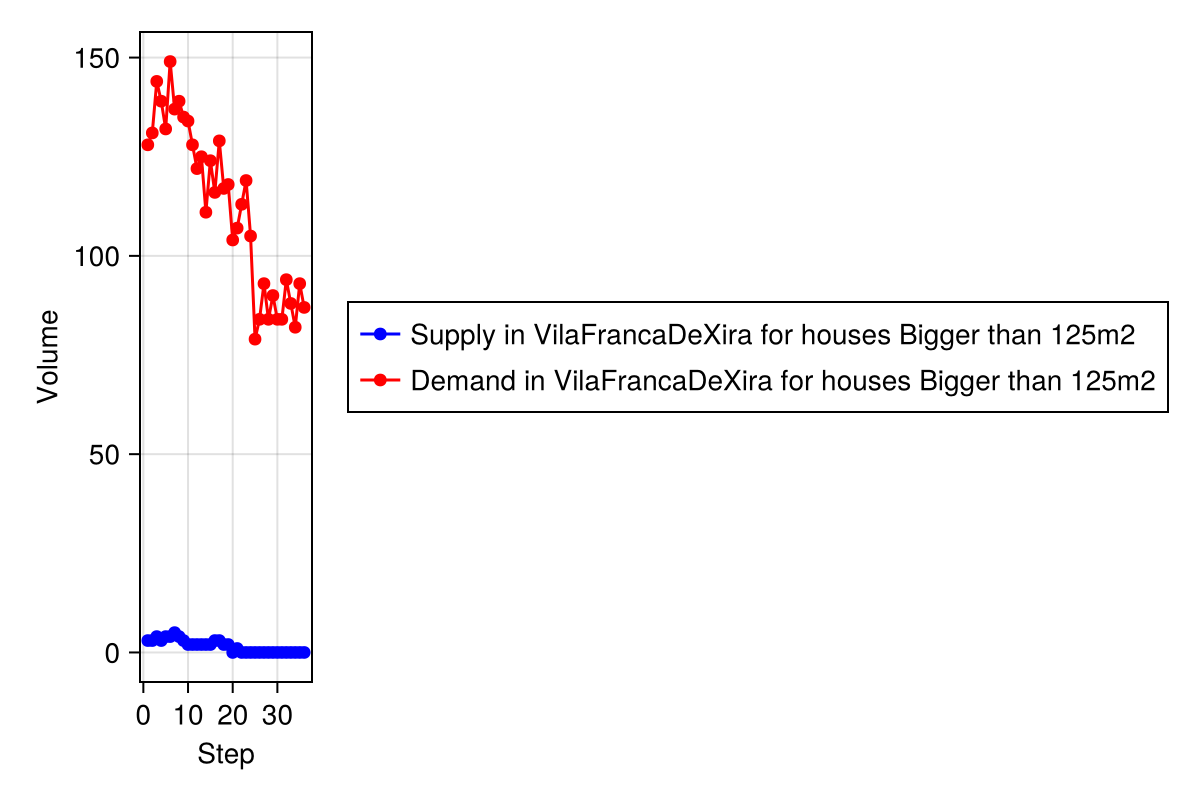 150
100
50
0
Volume
0 10 20 30
Step
Supply in VilaFrancaDeXira for houses Bigger than 125m2
Demand in VilaFrancaDeXira for houses Bigger than 125m2